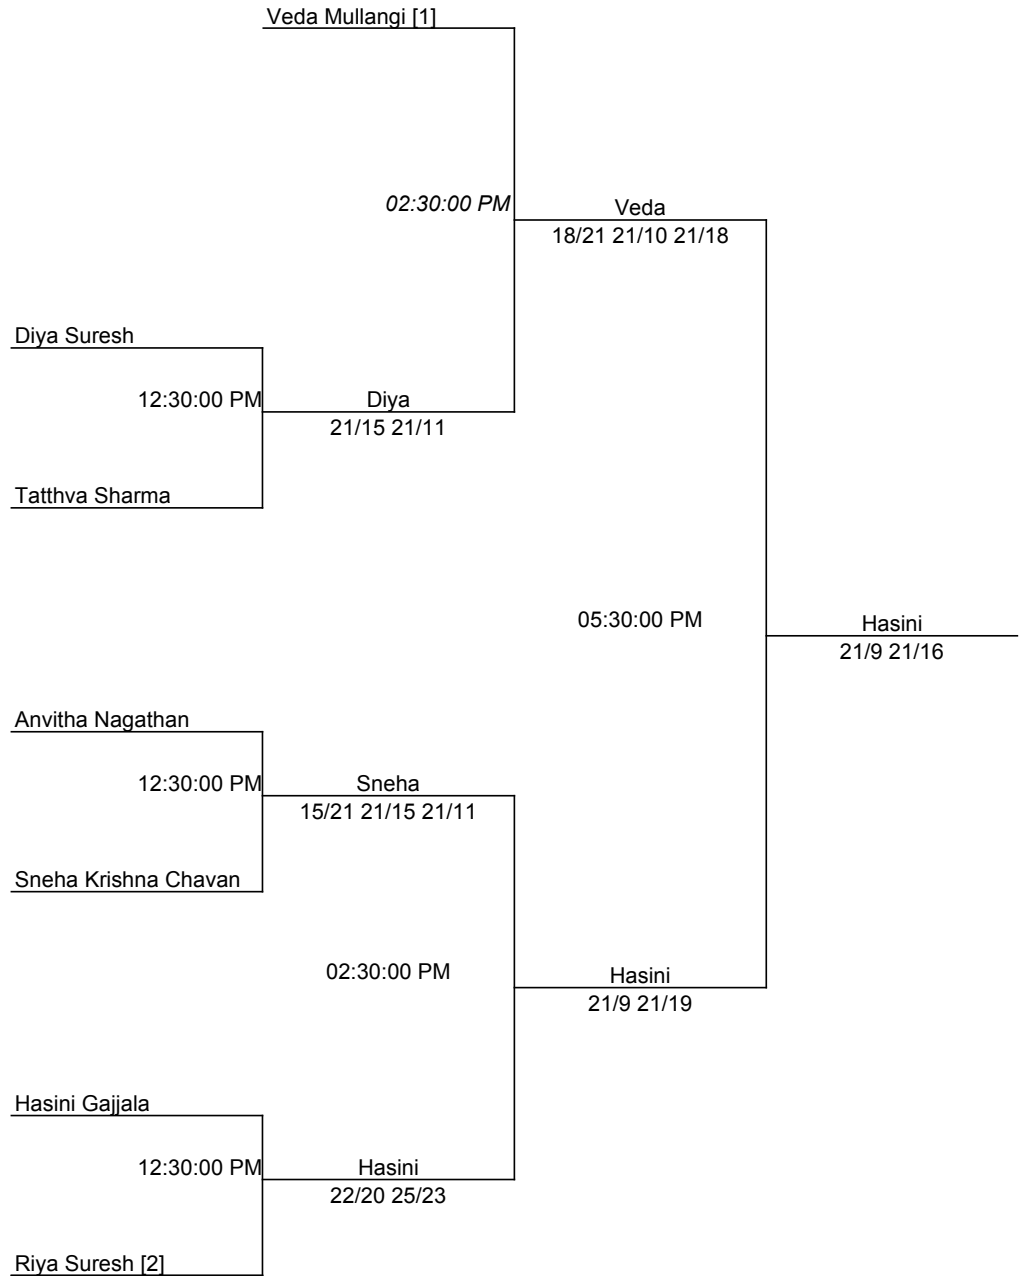 Veda Mullangi [1]
02:30:00 PM
Veda
18/21 21/10 21/18
Diya Suresh
12:30:00 PM
Diya
21/15 21/11
Tatthva Sharma
05:30:00 PM
Hasini
21/9 21/16
Anvitha Nagathan
12:30:00 PM
Sneha
15/21 21/15 21/11
Sneha Krishna Chavan
02:30:00 PM
Hasini
21/9 21/19
Hasini Gajjala
12:30:00 PM
Hasini
22/20 25/23
Riya Suresh [2]